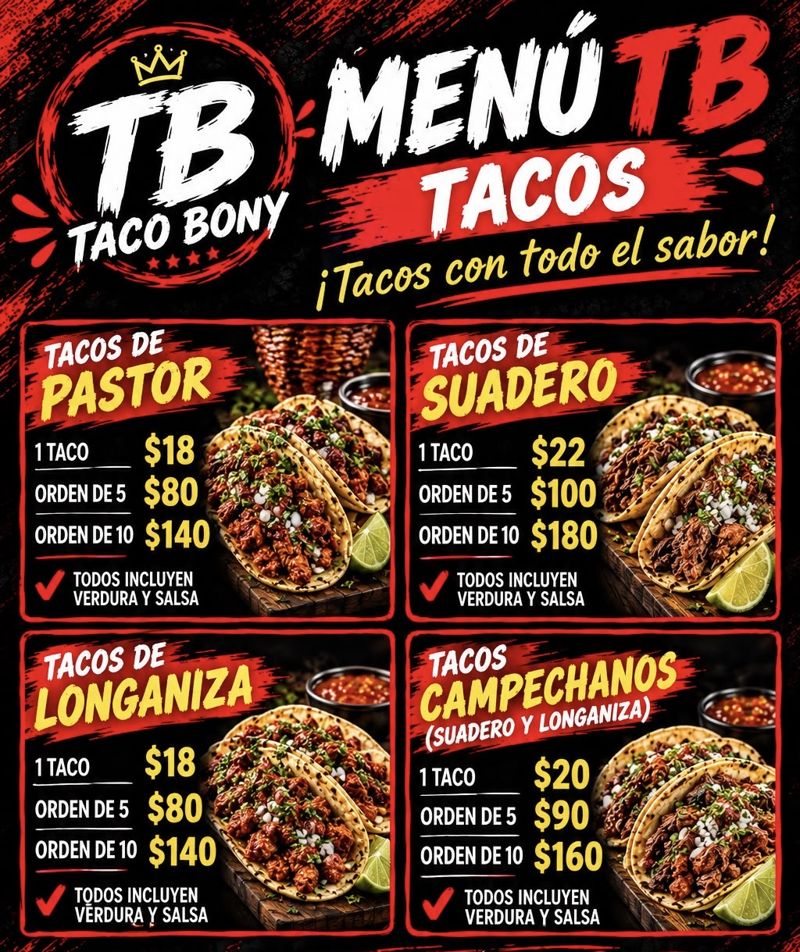 TB
TACO BONY
MENÚ TB
TACOS
¡Tacos con todo el sabor!
TACOS DE
PASTOR
1 TACO $18
ORDEN DE 5 $80
ORDEN DE 10 $140
TODOS INCLUYEN
VERDURA Y SALSA
TACOS DE
SUADERO
1 TACO $22
ORDEN DE 5 $100
ORDEN DE 10 $180
TODOS INCLUYEN
VERDURA Y SALSA
TACOS DE
LONGANIZA
1 TACO $18
ORDEN DE 5 $80
ORDEN DE 10 $140
TODOS INCLUYEN
VERDURA Y SALSA
TACOS
CAMPECHANOS
(SUADERO Y LONGANIZA)
1 TACO $20
ORDEN DE 5 $90
ORDEN DE 10 $160
TODOS INCLUYEN
VERDURA Y SALSA